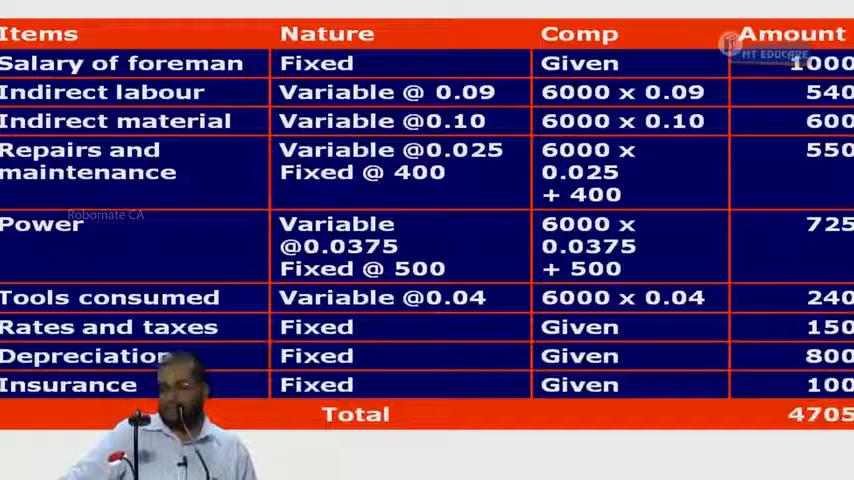 Items Nature Comp Amount
MT EDUCARE
Salary of foreman Fixed Given 1000
Indirect labour Variable @ 0.09 6000 x 0.09 540
Indirect material Variable @0.10 6000 x 0.10 600
Repairs and Variable @0.025 6000 x 550
maintenance Fixed @ 400 0.025
+ 400
Robomate CA
Power Variable 6000 x 725
@0.0375 0.0375
Fixed @ 500 + 500
Tools consumed Variable @0.04 6000 x 0.04 240
Rates and taxes Fixed Given 150
Depreciation Fixed Given 800
Insurance Fixed Given 100
Total 4705